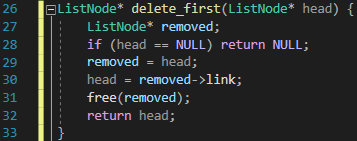 26 ListNode* delete_first(ListNode* head) {
27 ListNode* removed;
28 if (head == NULL) return NULL;
29 removed = head;
30 head = removed->link;
31 free(removed);
32 return head;
33 }